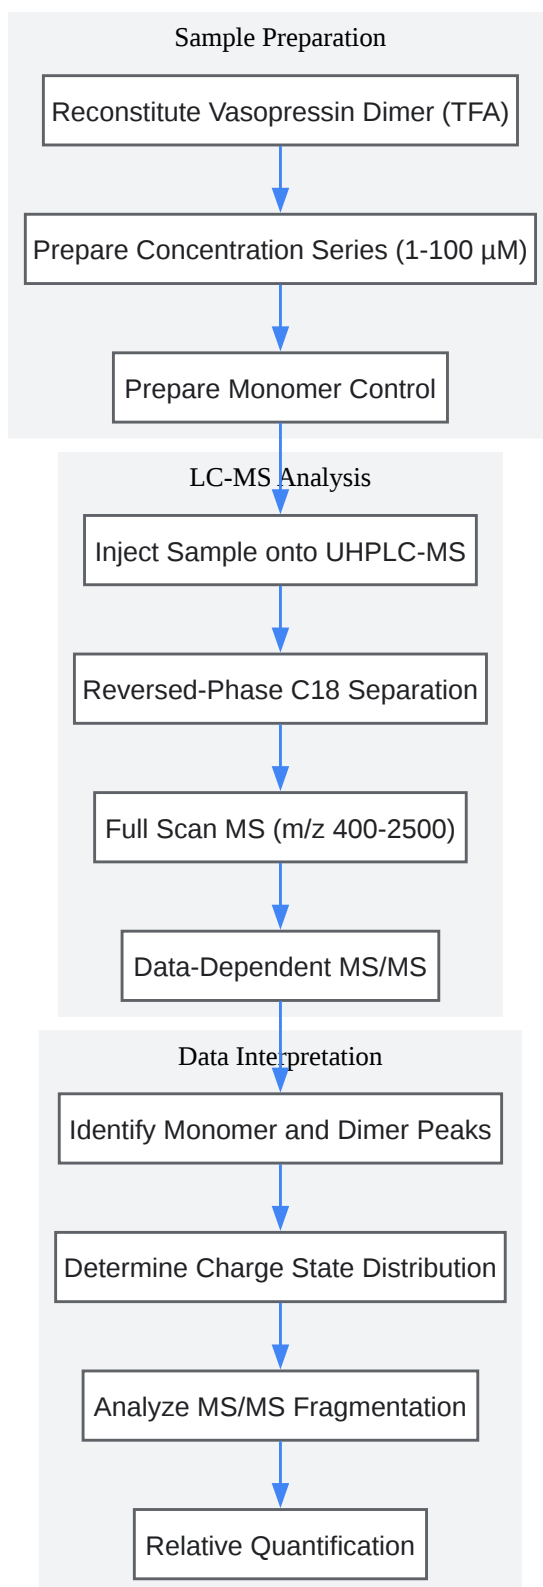 Sample Preparation
Reconstitute Vasopressin Dimer (TFA)
Prepare Concentration Series (1-100 µM)
Prepare Monomer Control
LC-MS Analysis
Inject Sample onto UHPLC-MS
Reversed-Phase C18 Separation
Full Scan MS (m/z 400-2500)
Data-Dependent MS/MS
Data Interpretation
Identify Monomer and Dimer Peaks
Determine Charge State Distribution
Analyze MS/MS Fragmentation
Relative Quantification